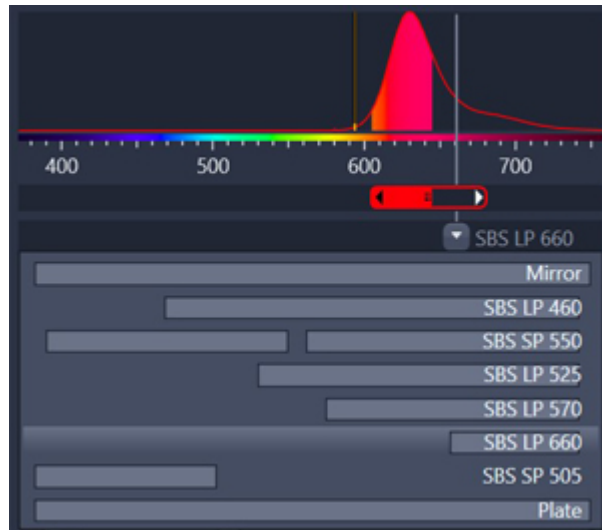 400 500 600 700
SBS LP 660
Mirror
SBS LP 460
SBS SP 550
SBS LP 525
SBS LP 570
SBS LP 660
SBS SP 505
Plate